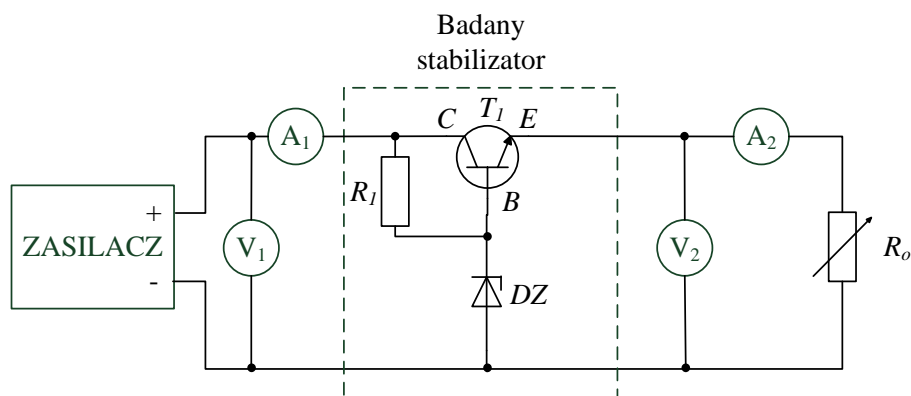 Badany
stabilizator
C
T₁
E
A₁
A₂
R₁
B
+
ZASILACZ
-
V₁
V₂
Rₒ
DZ